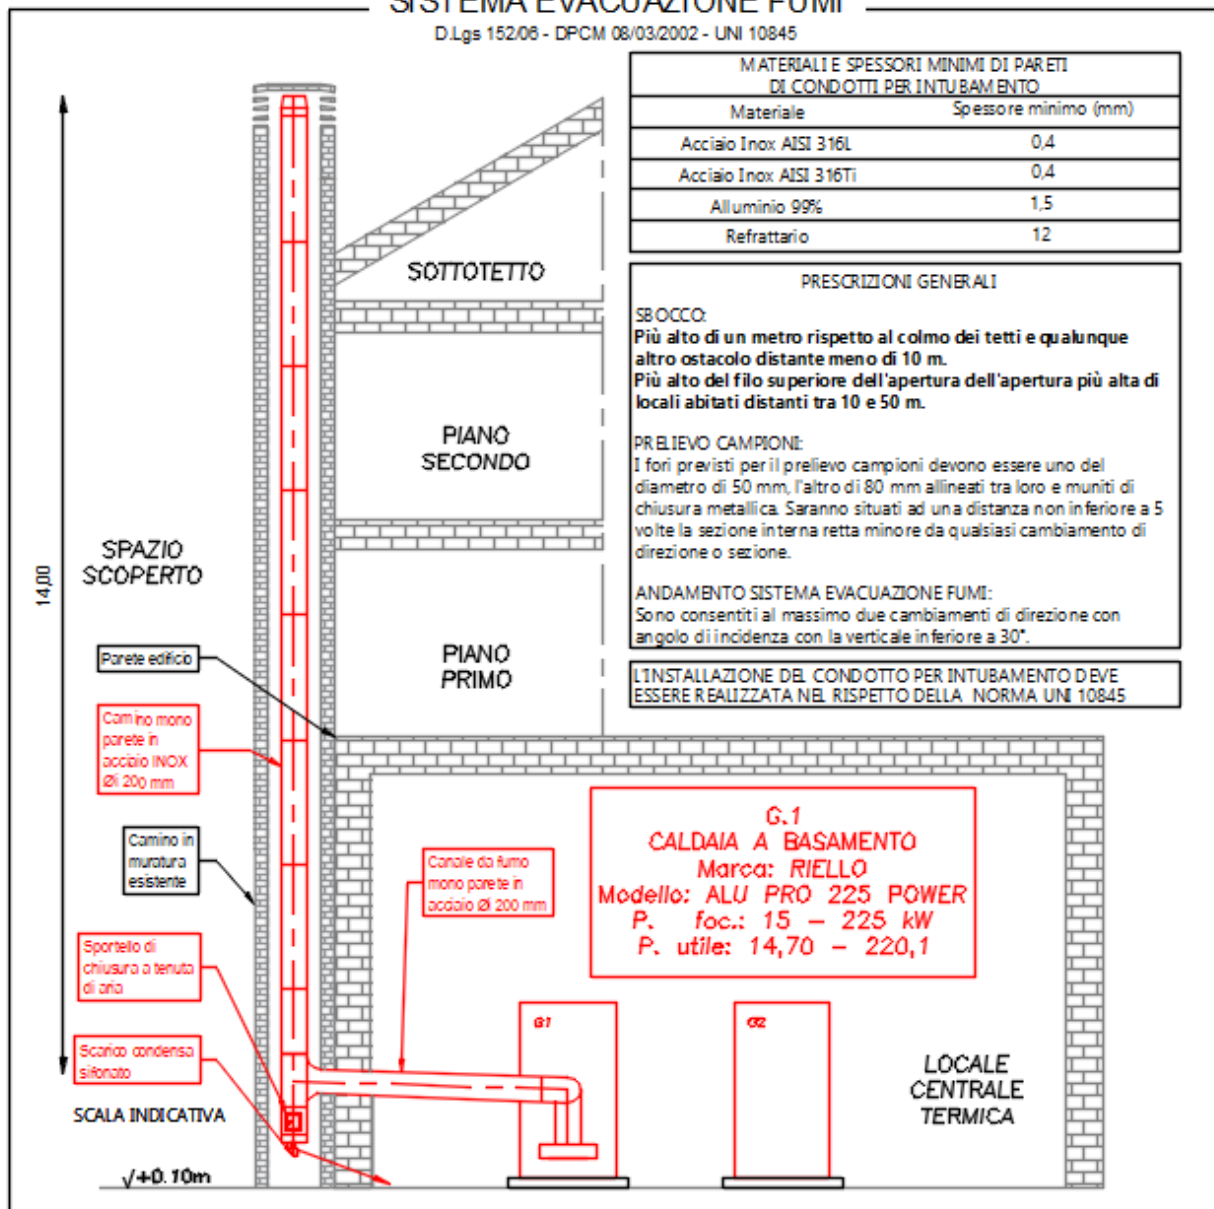 SISTEMA EVACUAZIONE FUMI
D.Lgs 152/06 - DPCM 08/03/2002 - UNI 10845
MATERIALI E SPESSORI MINIMI DI PARETI
DI CONDOTTI PER INTUBAMENTO
Materiale Spessore minimo (mm)
Acciaio Inox AISI 316L 0,4
Acciaio Inox AISI 316Ti 0,4
Alluminio 99% 1,5
Refrattario 12
PRESCRIZIONI GENERALI
SBOCCO:
Più alto di un metro rispetto al colmo dei tetti e qualunque
altro ostacolo distante meno di 10 m.
Più alto del filo superiore dell'apertura dell'apertura più alta di
locali abitati distanti tra 10 e 50 m.
PRELIEVO CAMPIONI:
I fori previsti per il prelievo campioni devono essere uno del
diametro di 50 mm, l'altro di 80 mm allineati tra loro e muniti di
chiusura metallica. Saranno situati ad una distanza non inferiore a 5
volte la sezione interna retta minore da qualsiasi cambiamento di
direzione o sezione.
ANDAMENTO SISTEMA EVACUAZIONE FUMI:
Sono consentiti al massimo due cambiamenti di direzione con
angolo di incidenza con la verticale inferiore a 30°.
L'INSTALLAZIONE DEL CONDOTTO PER INTUBAMENTO DEVE
ESSERE REALIZZATA NEL RISPETTO DELLA NORMA UNI 10845
SOTTOTETTO
PIANO
SECONDO
PIANO
PRIMO
SPAZIO
SCOPERTO
14,00
Parete edificio
Camino mono
parete in
acciaio INOX
Øi 200 mm
Camino in
muratura
esistente
Canale da fumo
mono parete in
acciaio Øi 200 mm
Sportello di
chiusura a tenuta
di aria
Scarico condensa
sifonato
SCALA INDICATIVA
+0.10m
G.1
CALDAIA A BASAMENTO
Marca: RIELLO
Modello: ALU PRO 225 POWER
P. foc.: 15 – 225 kW
P. utile: 14,70 – 220,1
G1
G2
LOCALE
CENTRALE
TERMICA